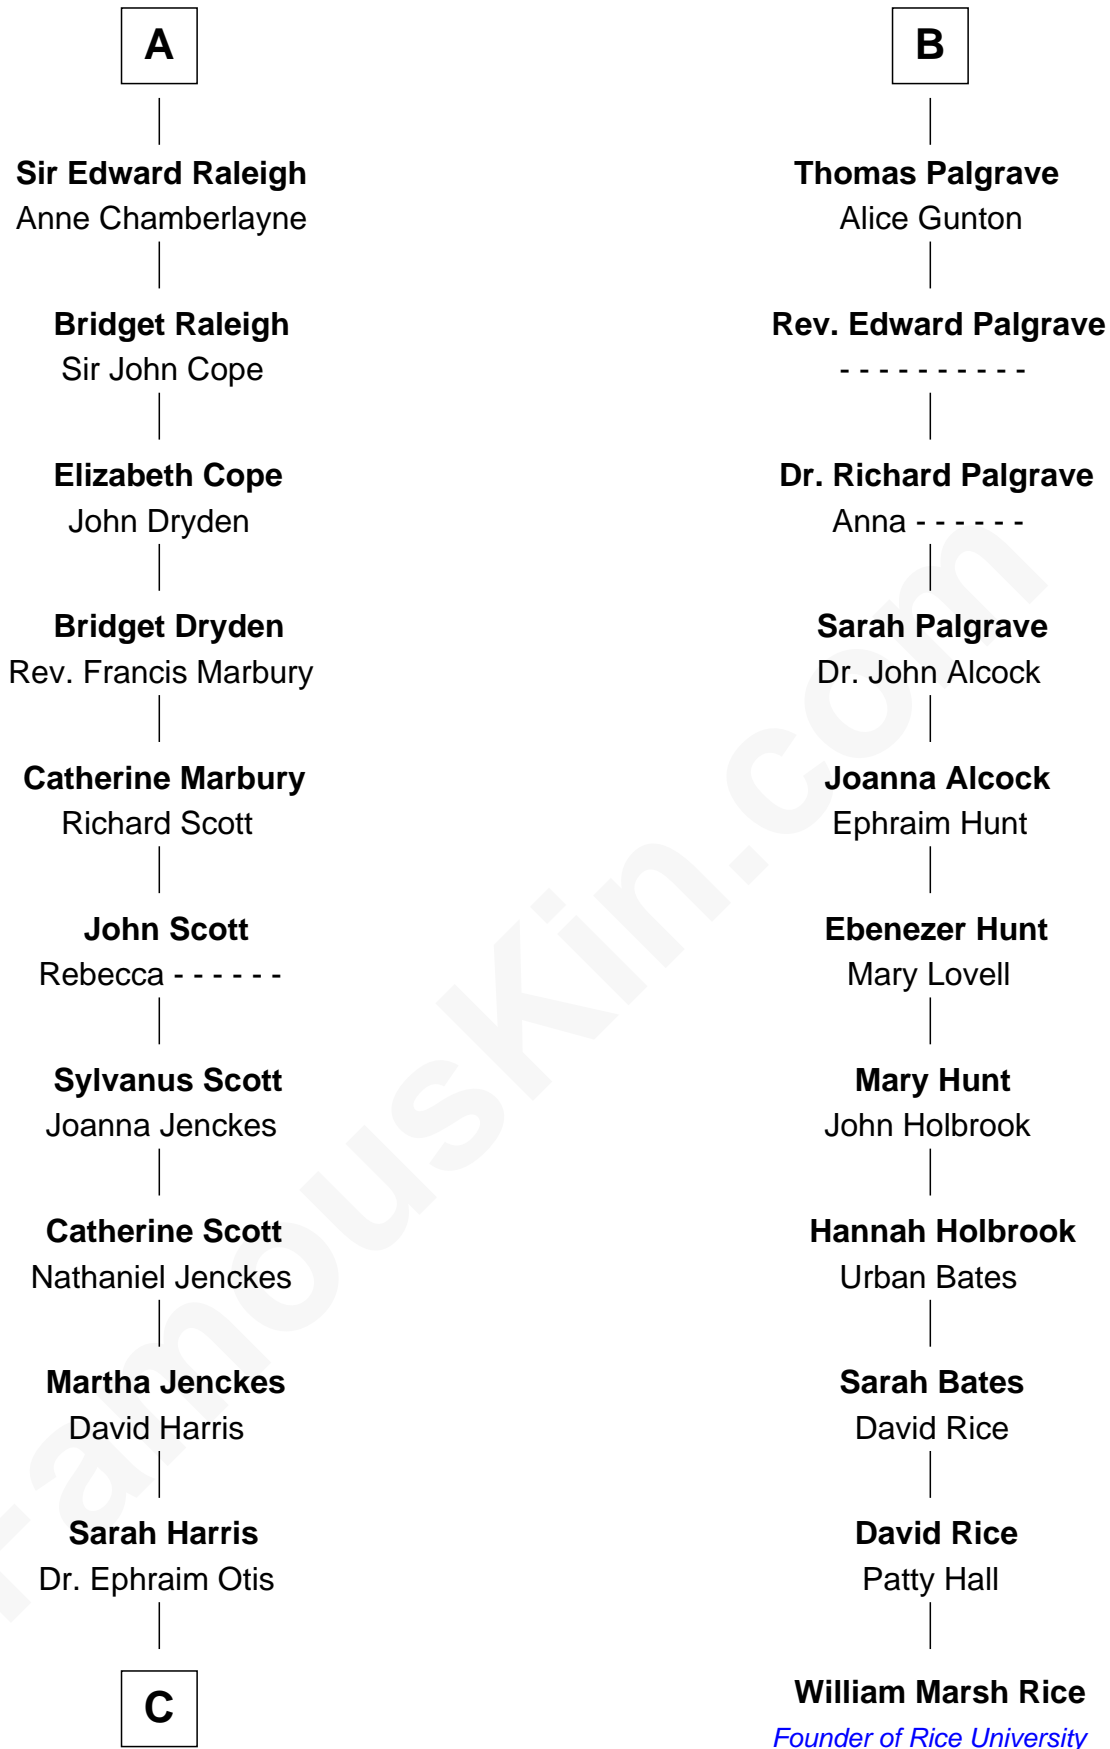 A
Sir Edward Raleigh
Anne Chamberlayne
Bridget Raleigh
Sir John Cope
Elizabeth Cope
John Dryden
Bridget Dryden
Rev. Francis Marbury
Catherine Marbury
Richard Scott
John Scott
Rebecca - - - - - -
Sylvanus Scott
Joanna Jenckes
Catherine Scott
Nathaniel Jenckes
Martha Jenckes
David Harris
Sarah Harris
Dr. Ephraim Otis
C
B
Thomas Palgrave
Alice Gunton
Rev. Edward Palgrave
- - - - - - - - - -
Dr. Richard Palgrave
Anna - - - - - -
Sarah Palgrave
Dr. John Alcock
Joanna Alcock
Ephraim Hunt
Ebenezer Hunt
Mary Lovell
Mary Hunt
John Holbrook
Hannah Holbrook
Urban Bates
Sarah Bates
David Rice
David Rice
Patty Hall
William Marsh Rice
Founder of Rice University
FamousKin.com